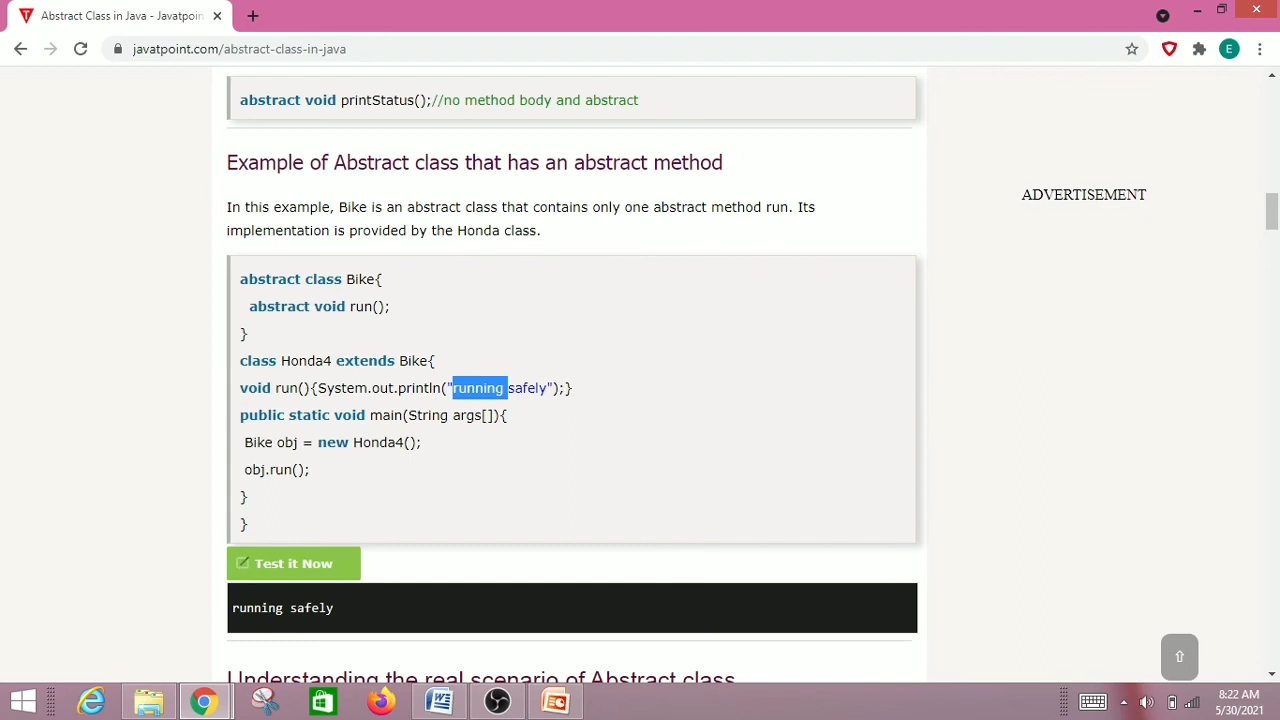 Abstract Class in Java - Javatpoint
javatpoint.com/abstract-class-in-java
E
abstract void printStatus();//no method body and abstract
Example of Abstract class that has an abstract method
In this example, Bike is an abstract class that contains only one abstract method run. Its
implementation is provided by the Honda class.
ADVERTISEMENT
abstract class Bike{
abstract void run();
}
class Honda4 extends Bike{
void run(){System.out.println("running safely");}
public static void main(String args[]){
Bike obj = new Honda4();
obj.run();
}
}
Test it Now
running safely
Understanding the real scenario of Abstract class
8:22 AM
5/30/2021